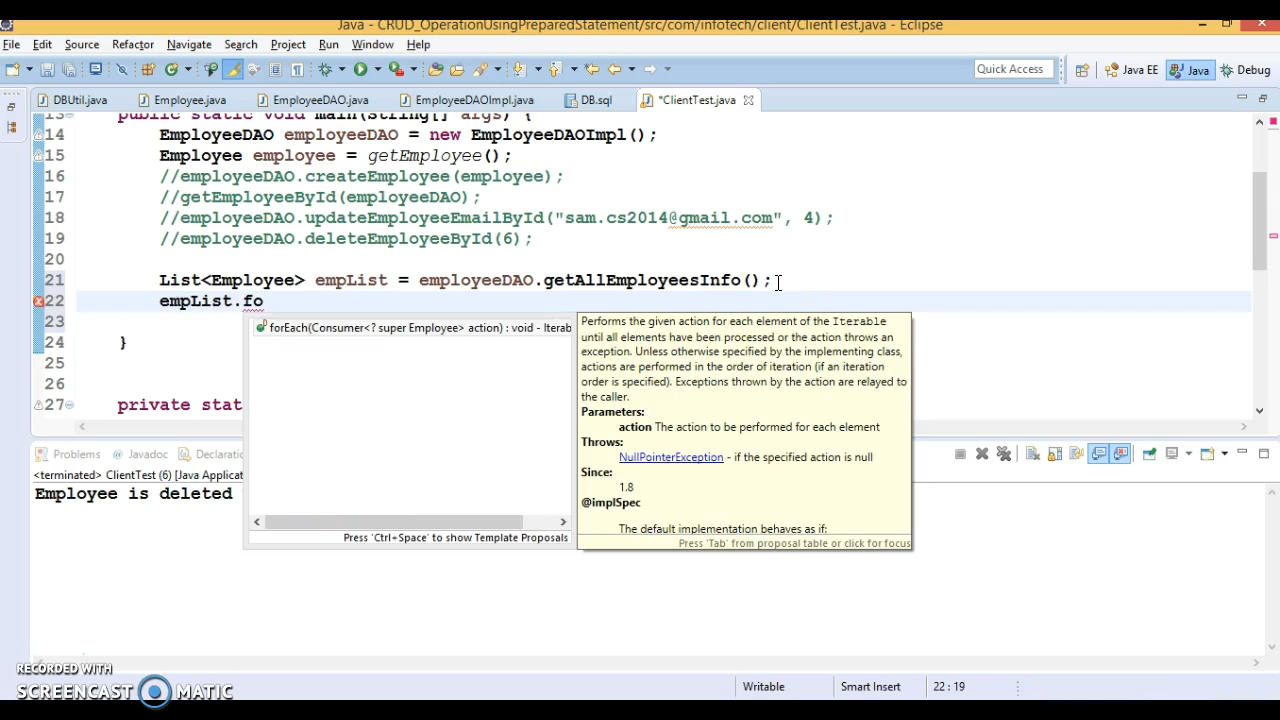 Java - CRUD_OperationUsingPreparedStatement/src/com/infotech/client/ClientTest.java - Eclipse
File Edit Source Refactor Navigate Search Project Run Window Help
Quick Access Java EE Java Debug
DBUtil.java Employee.java EmployeeDAO.java EmployeeDAOImpl.java DB.sql *ClientTest.java
13 public static void main(String[] args) {
14 EmployeeDAO employeeDAO = new EmployeeDAOImpl();
15 Employee employee = getEmployee();
16 //employeeDAO.createEmployee(employee);
17 //getEmployeeById(employeeDAO);
18 //employeeDAO.updateEmployeeEmailById("sam.cs2014@gmail.com", 4);
19 //employeeDAO.deleteEmployeeById(6);
20
21 List<Employee> empList = employeeDAO.getAllEmployeesInfo();
22 empList.fo
23
24 }
25
26
27 private stat
forEach(Consumer<? super Employee> action) : void - Iterab
Press 'Ctrl+Space' to show Template Proposals
Performs the given action for each element of the Iterable
until all elements have been processed or the action throws an
exception. Unless otherwise specified by the implementing class,
actions are performed in the order of iteration (if an iteration
order is specified). Exceptions thrown by the action are relayed to
the caller.
Parameters:
action The action to be performed for each element
Throws:
NullPointerException - if the specified action is null
Since:
1.8
@implSpec
The default implementation behaves as if:
Press 'Tab' from proposal table or click for focus
Problems Javadoc Declaratio
<terminated> ClientTest (6) [Java Applicat
Employee is deleted
RECORDED WITH
SCREENCAST MATIC
Writable Smart Insert 22 : 19